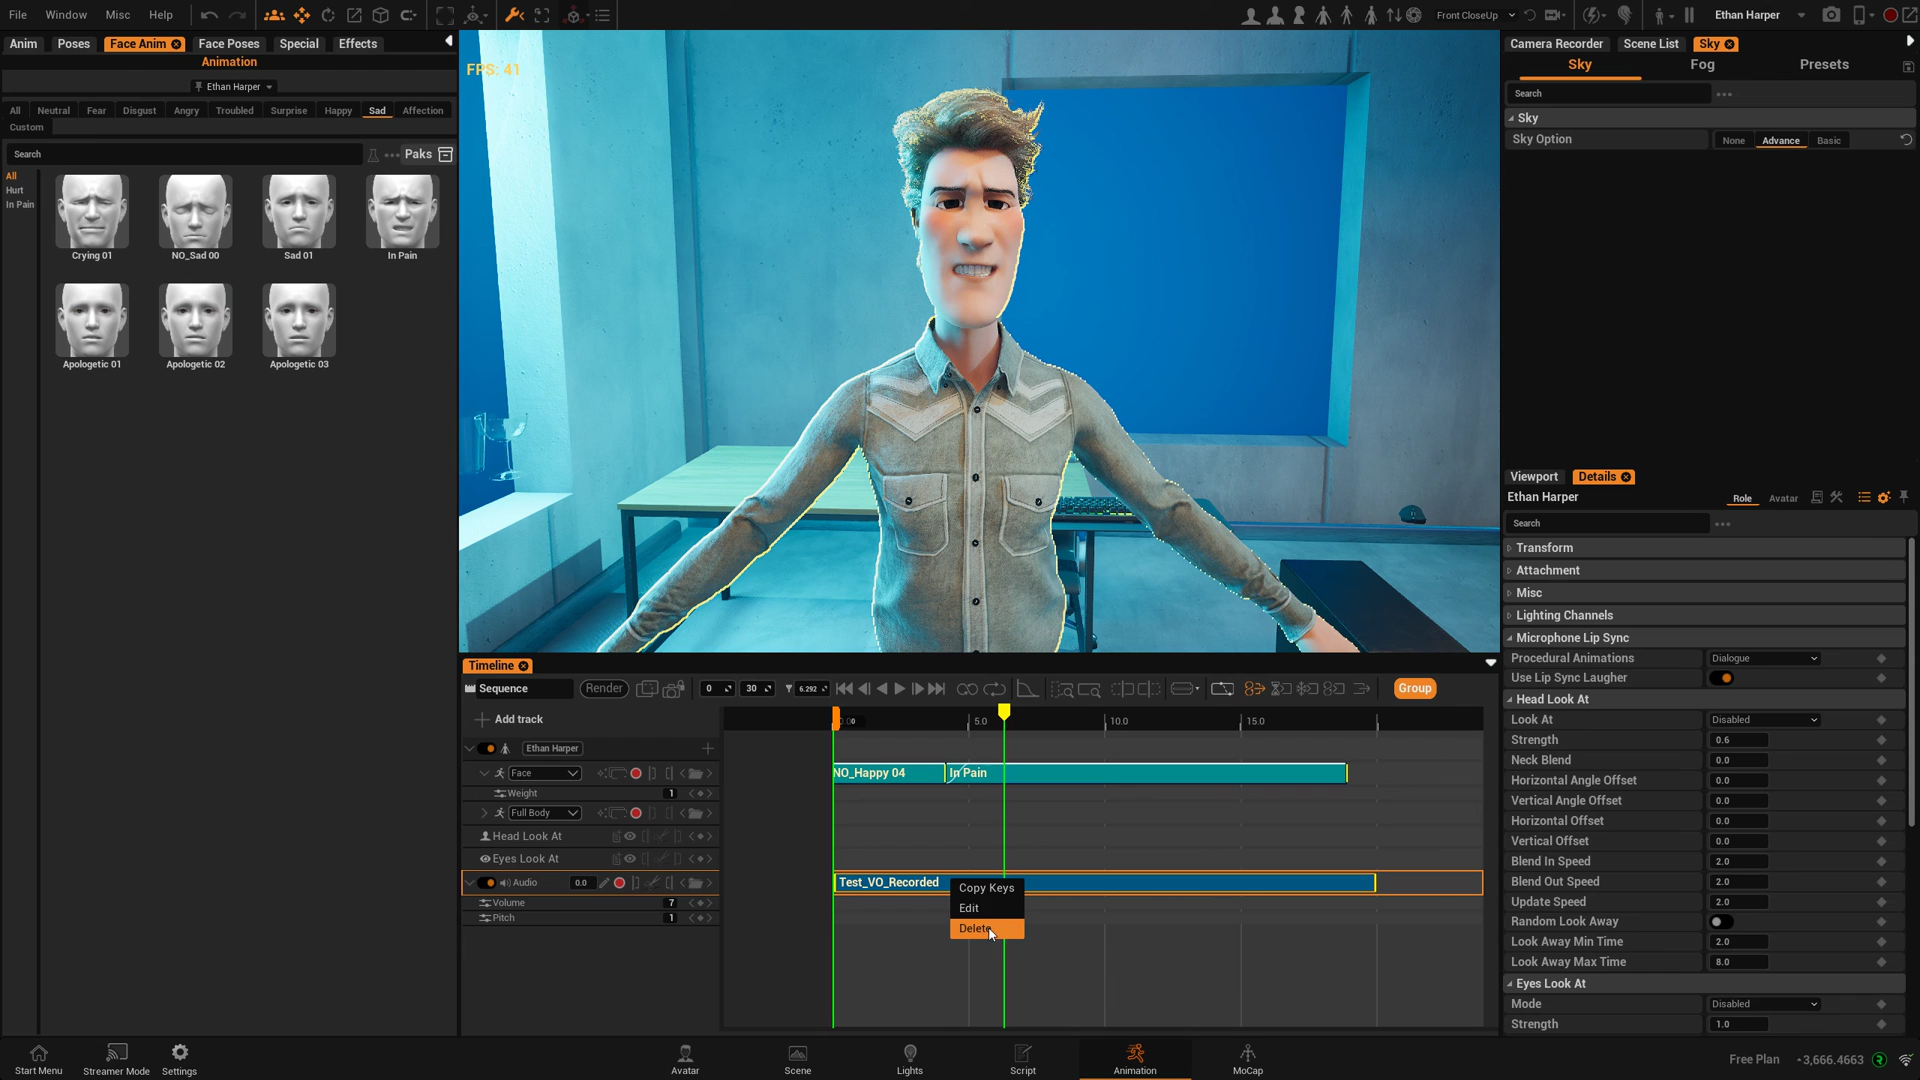 File Window Misc Help
Front CloseUp
Ethan Harper
Anim Poses Face Anim Face Poses Special Effects
Animation
Ethan Harper
All Neutral Fear Disgust Angry Troubled Surprise Happy Sad Affection
Custom
Search
Paks
All
Hurt
In Pain
Crying 01 NO_Sad 00 Sad 01 In Pain
Apologetic 01 Apologetic 02 Apologetic 03
FPS: 41
Camera Recorder Scene List Sky
Sky Fog Presets
Search
Sky
Sky Option None Advance Basic
Viewport Details
Ethan Harper Role Avatar
Search
Transform
Attachment
Misc
Lighting Channels
Microphone Lip Sync
Procedural Animations Dialogue
Use Lip Sync Laugher
Head Look At
Look At Disabled
Strength 0.6
Neck Blend 0.0
Horizontal Angle Offset 0.0
Vertical Angle Offset 0.0
Horizontal Offset 0.0
Vertical Offset 0.0
Blend In Speed 2.0
Blend Out Speed 2.0
Update Speed 2.0
Random Look Away
Look Away Min Time 2.0
Look Away Max Time 8.0
Eyes Look At
Mode Disabled
Strength 1.0
Timeline
Sequence Render 0 30 6.292 Group
Add track
5.0 10.0 15.0
Ethan Harper
Face
NO_Happy 04 In Pain
Weight 1
Full Body
Head Look At
Eyes Look At
Audio 0.0
Test_VO_Recorded
Volume 7
Pitch 1
Copy Keys
Edit
Delete
Start Menu Streamer Mode Settings
Avatar Scene Lights Script Animation MoCap
Free Plan 3,666.4663